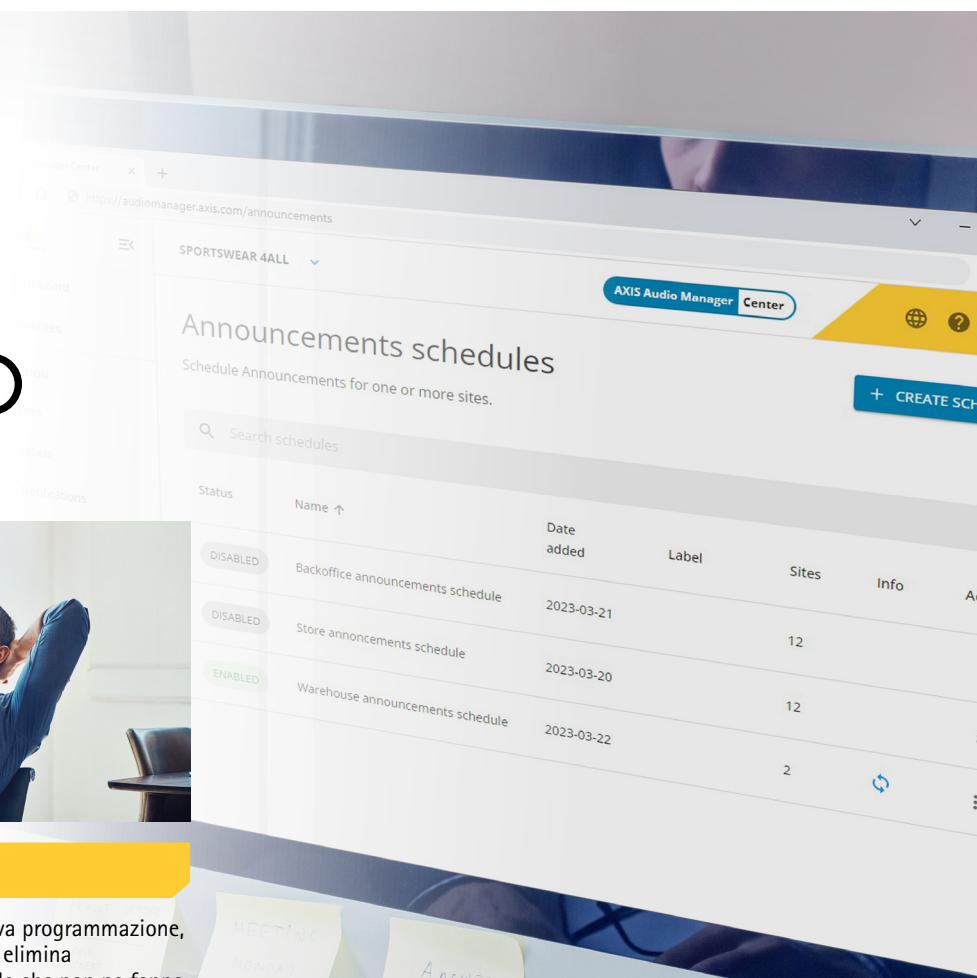 https://audiomanager.axis.com/announcements
SPORTSWEAR 4ALL
AXIS Audio Manager Center
Announcements schedules
Schedule Announcements for one or more sites.
+ CREATE SCH
Search schedules
Notifications
Status Name ↑ Date added Label Sites Info
DISABLED Backoffice announcements schedule 2023-03-21 12
DISABLED Store annoncements schedule 2023-03-20 12
ENABLED Warehouse announcements schedule 2023-03-22 2
va programmazione,
elimina
MEETING
MONDAY